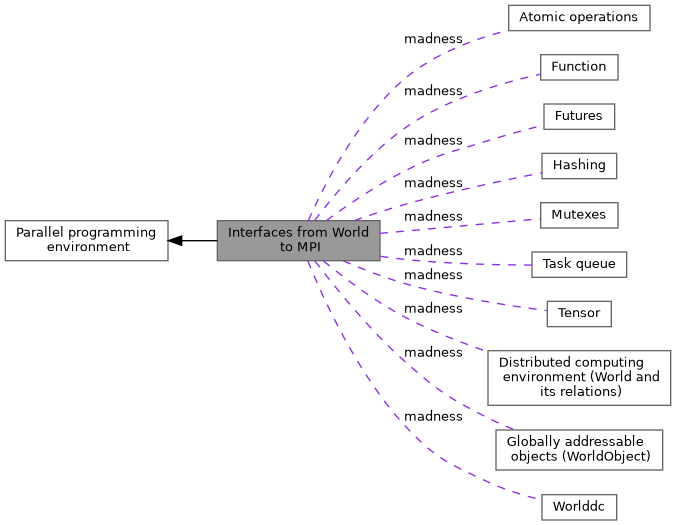 Atomic operations
madness
Function
madness
Futures
madness
Hashing
madness
Mutexes
madness
Parallel programming
environment
Interfaces from World
to MPI
madness
Task queue
madness
Tensor
madness
Distributed computing
environment (World and
its relations)
madness
Globally addressable
objects (WorldObject)
madness
Worlddc